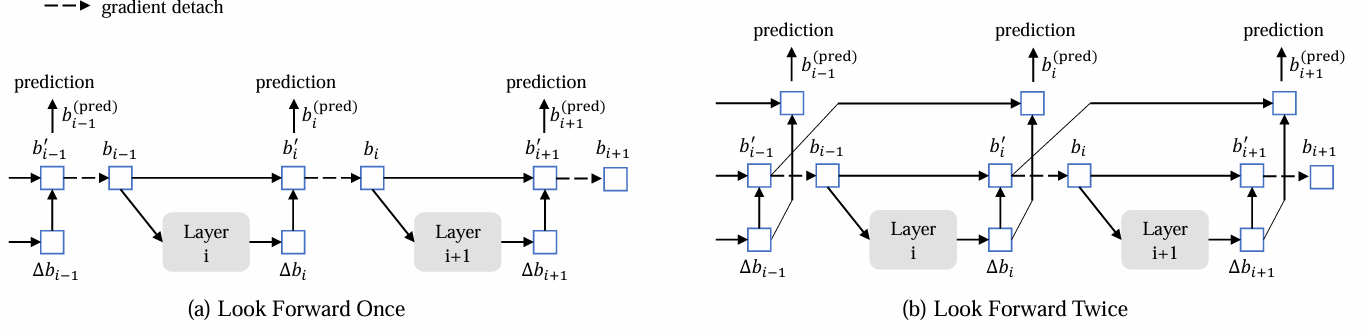 gradient detach
prediction
b_{i-1}^{(pred)}
prediction
b_i^{(pred)}
prediction
b_{i+1}^{(pred)}
b′_{i-1}
b_{i-1}
b′_i
b_i
b′_{i+1}
b_{i+1}
Layer
i
Layer
i+1
Δb_{i-1}
Δb_i
Δb_{i+1}
(a) Look Forward Once
prediction
b_{i-1}^{(pred)}
prediction
b_i^{(pred)}
prediction
b_{i+1}^{(pred)}
b′_{i-1}
b_{i-1}
b′_i
b_i
b′_{i+1}
b_{i+1}
Layer
i
Layer
i+1
Δb_{i-1}
Δb_i
Δb_{i+1}
(b) Look Forward Twice